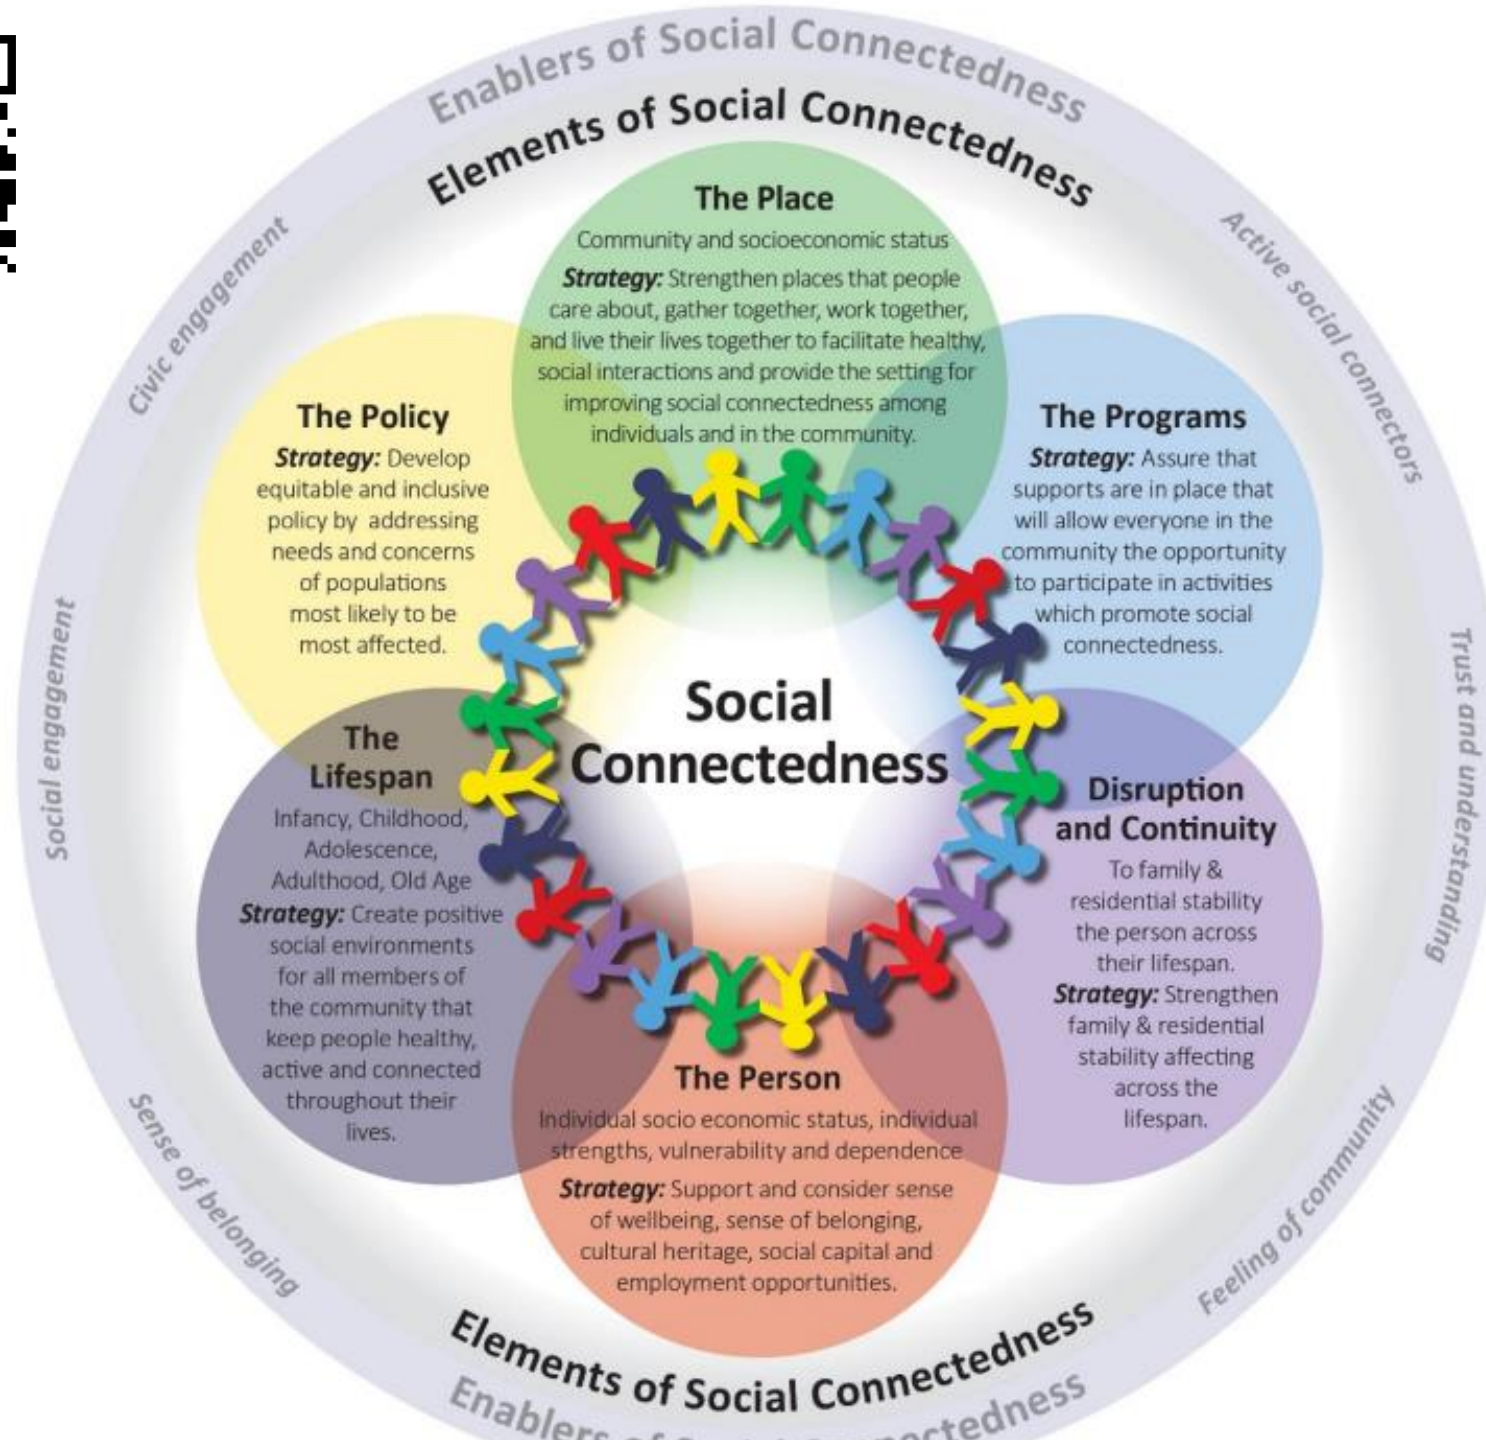 Enablers of Social Connectedness
Elements of Social Connectedness
The Place
Community and socioeconomic status
Strategy: Strengthen places that people
care about, gather together, work together,
and live their lives together to facilitate healthy,
social interactions and provide the setting for
improving social connectedness among
individuals and in the community.
The Policy
Strategy: Develop
equitable and inclusive
policy by addressing
needs and concerns
of populations
most likely to be
most affected.
The Programs
Strategy: Assure that
supports are in place that
will allow everyone in the
community the opportunity
to participate in activities
which promote social
connectedness.
Social
Connectedness
The
Lifespan
Infancy, Childhood,
Adolescence,
Adulthood, Old Age
Strategy: Create positive
social environments
for all members of
the community that
keep people healthy,
active and connected
throughout their
lives.
Disruption
and Continuity
To family &
residential stability
the person across
their lifespan.
Strategy: Strengthen
family & residential
stability affecting
across the
lifespan.
The Person
Individual socio economic status, individual
strengths, vulnerability and dependence
Strategy: Support and consider sense
of wellbeing, sense of belonging,
cultural heritage, social capital and
employment opportunities.
Civic engagement
Social engagement
Sense of belonging
Active social connectors
Trust and understanding
Feeling of community
Elements of Social Connectedness
Enablers of Social Connectedness